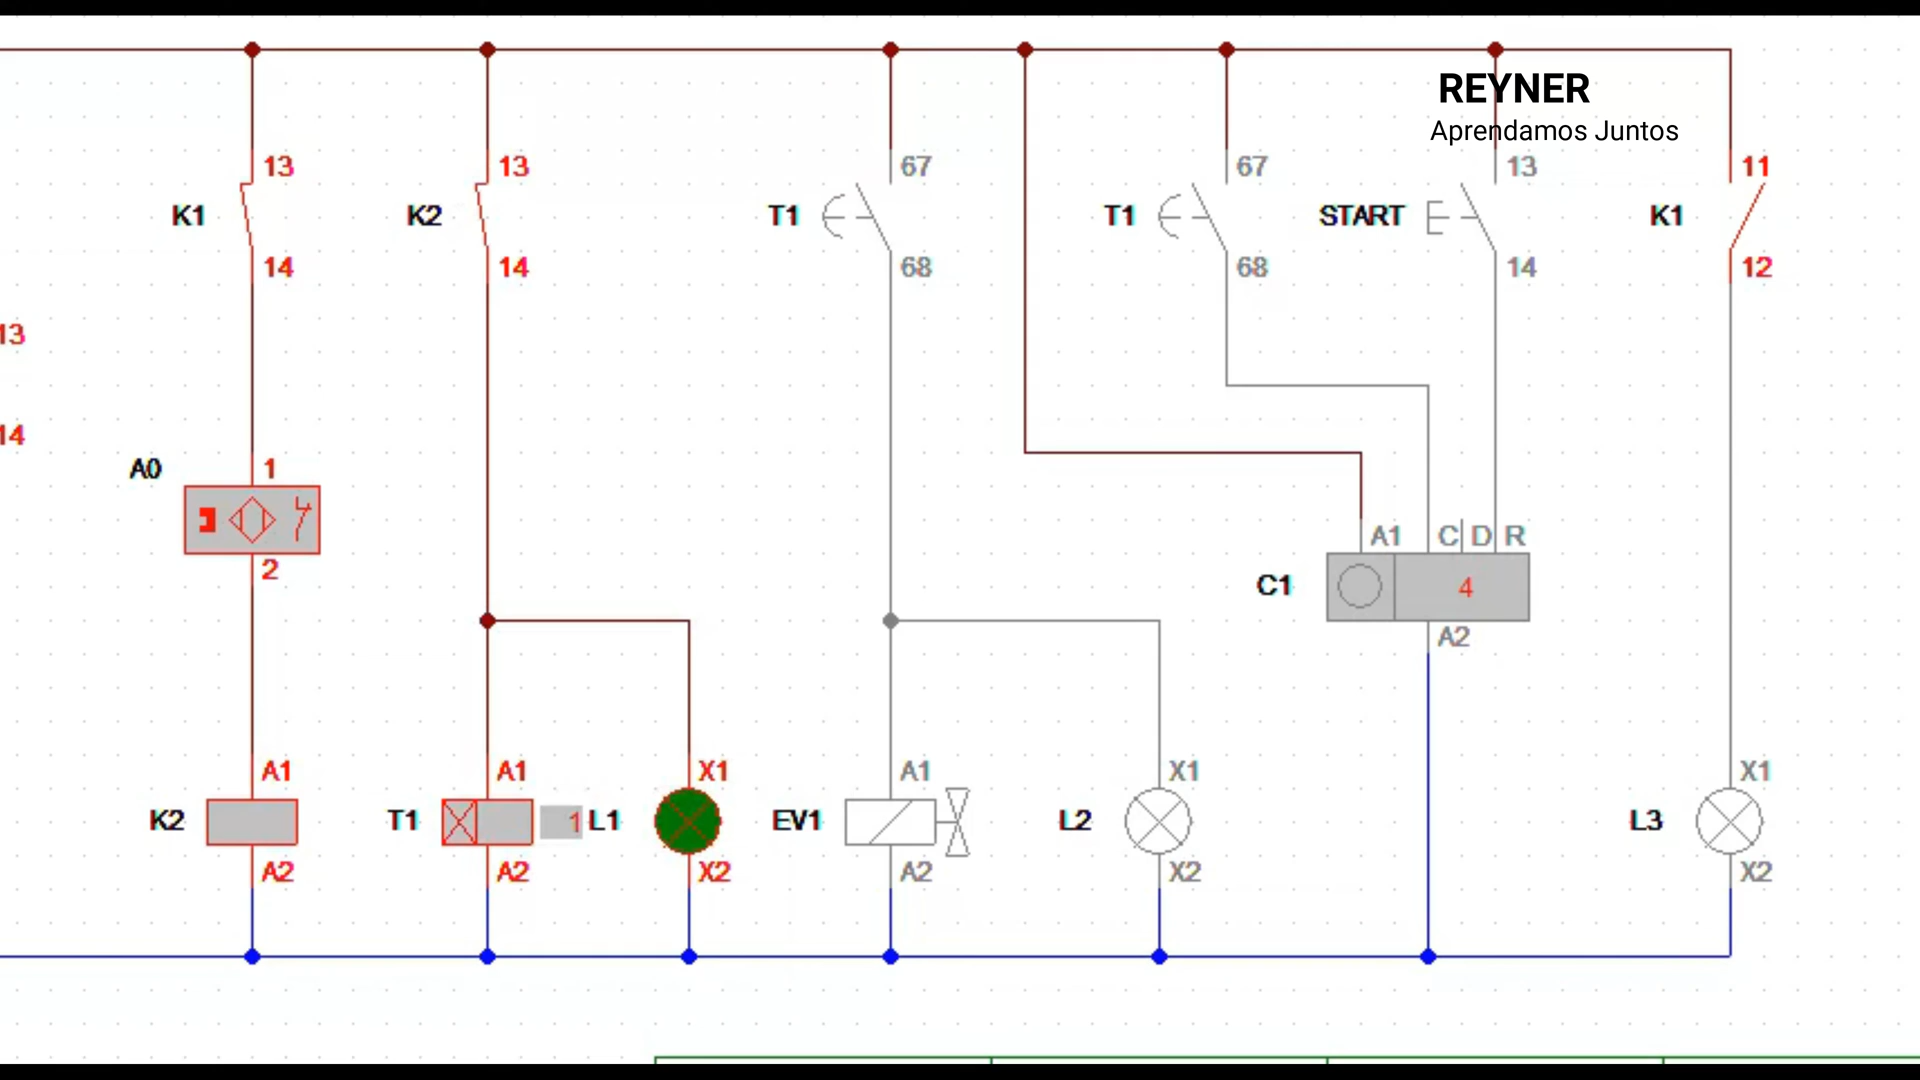 REYNER
Aprendamos Juntos
13 13 67 67 13 11
K1 K2 T1 T1 START K1
14 14 68 68 14 12
13
14
A0 1
2
A1 C D R
C1 4
A2
A1 A1 X1 A1 X1 X1
K2 T1 1 L1 EV1 L2 L3
A2 A2 X2 A2 X2 X2